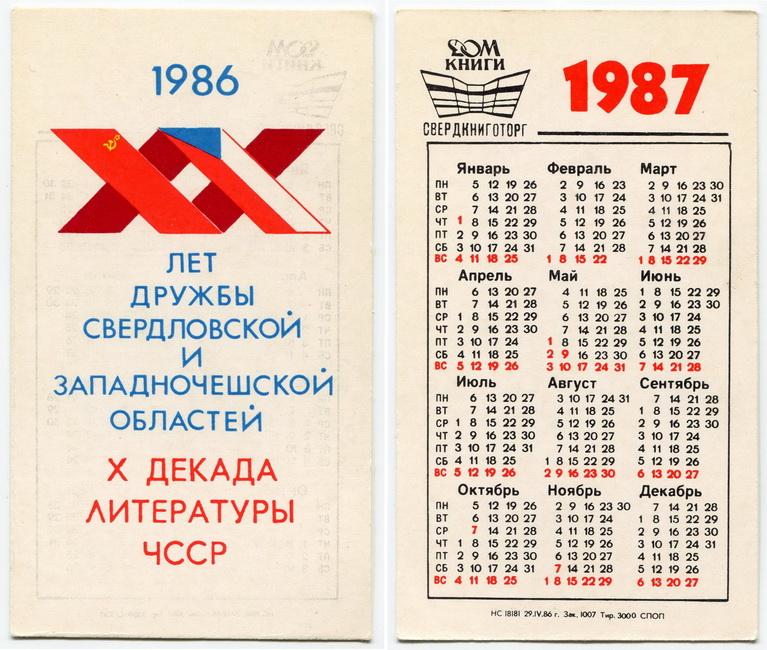 1986
XX
ЛЕТ
ДРУЖБЫ
СВЕРДЛОВСКОЙ
И
ЗАПАДНОЧЕШСКОЙ
ОБЛАСТЕЙ
X ДЕКАДА
ЛИТЕРАТУРЫ
ЧССР
ДОМ
КНИГИ
СВЕРДКНИГОТОРГ
1987
Январь Февраль Март
ПН 5 12 19 26 2 9 16 23 2 9 16 23 30
ВТ 6 13 20 27 3 10 17 24 3 10 17 24 31
СР 7 14 21 28 4 11 18 25 4 11 18 25
ЧТ 1 8 15 22 29 5 12 19 26 5 12 19 26
ПТ 2 9 16 23 30 6 13 20 27 6 13 20 27
СБ 3 10 17 24 31 7 14 21 28 7 14 21 28
ВС 4 11 18 25 1 8 15 22 1 8 15 22 29
Апрель Май Июнь
ПН 6 13 20 27 4 11 18 25 1 8 15 22 29
ВТ 7 14 21 28 5 12 19 26 2 9 16 23 30
СР 1 8 15 22 29 6 13 20 27 3 10 17 24
ЧТ 2 9 16 23 30 7 14 21 28 4 11 18 25
ПТ 3 10 17 24 1 8 15 22 29 5 12 19 26
СБ 4 11 18 25 2 9 16 23 30 6 13 20 27
ВС 5 12 19 26 3 10 17 24 31 7 14 21 28
Июль Август Сентябрь
ПН 6 13 20 27 3 10 17 24 31 7 14 21 28
ВТ 7 14 21 28 4 11 18 25 1 8 15 22 29
СР 1 8 15 22 29 5 12 19 26 2 9 16 23 30
ЧТ 2 9 16 23 30 6 13 20 27 3 10 17 24
ПТ 3 10 17 24 31 7 14 21 28 4 11 18 25
СБ 4 11 18 25 1 8 15 22 29 5 12 19 26
ВС 5 12 19 26 2 9 16 23 30 6 13 20 27
Октябрь Ноябрь Декабрь
ПН 5 12 19 26 2 9 16 23 30 7 14 21 28
ВТ 6 13 20 27 3 10 17 24 1 8 15 22 29
СР 7 14 21 28 4 11 18 25 2 9 16 23 30
ЧТ 1 8 15 22 29 5 12 19 26 3 10 17 24 31
ПТ 2 9 16 23 30 6 13 20 27 4 11 18 25
СБ 3 10 17 24 31 7 14 21 28 5 12 19 26
ВС 4 11 18 25 1 8 15 22 29 6 13 20 27
НС 18181 29.IV.86 г. Зак. 1007 Тир. 3000 СПОП